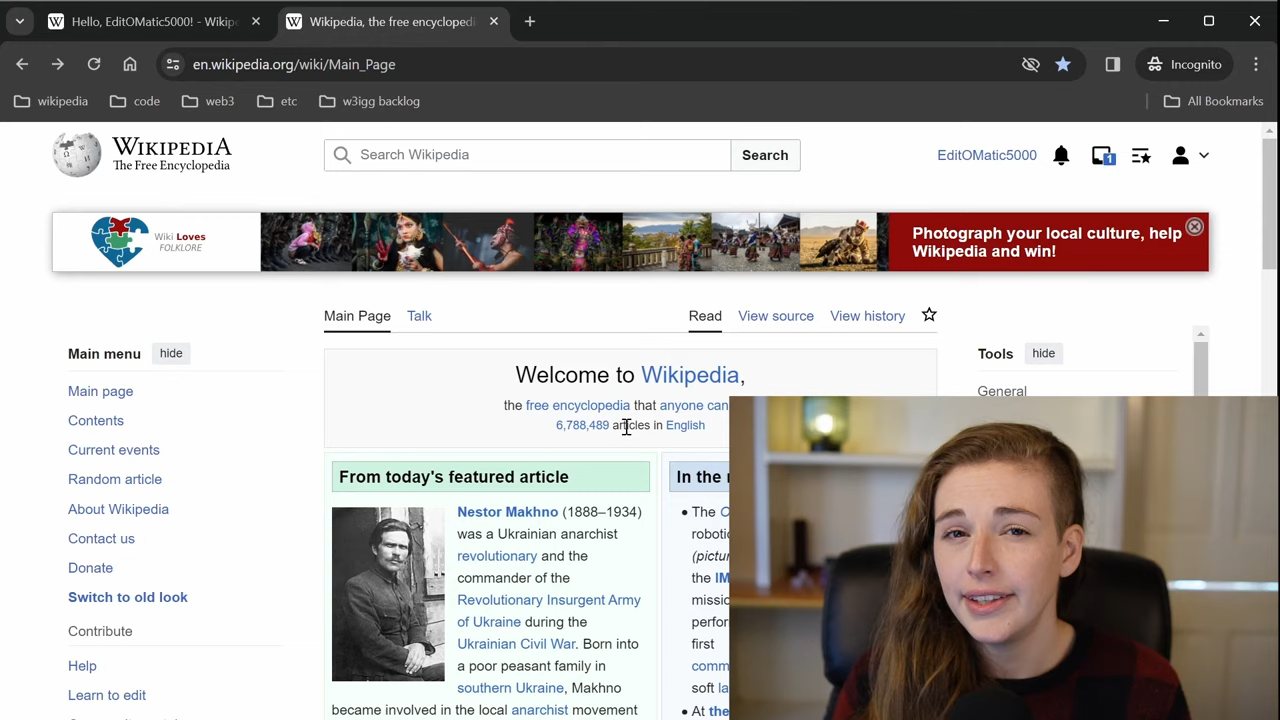 Hello, EditOMatic5000! - Wikipe
Wikipedia, the free encyclopedi
en.wikipedia.org/wiki/Main_Page
Incognito
wikipedia
code
web3
etc
w3igg backlog
All Bookmarks
WIKIPEDIA
The Free Encyclopedia
Search Wikipedia
Search
EditOMatic5000
1
Wiki Loves
FOLKLORE
Photograph your local culture, help
Wikipedia and win!
Main Page
Talk
Read
View source
View history
Main menu
hide
Tools
hide
Main page
Contents
Current events
Random article
About Wikipedia
Contact us
Donate
Switch to old look
Contribute
Help
Learn to edit
General
Welcome to Wikipedia,
the free encyclopedia that anyone can
6,788,489 articles in English
From today's featured article
Nestor Makhno (1888–1934)
was a Ukrainian anarchist
revolutionary and the
commander of the
Revolutionary Insurgent Army
of Ukraine during the
Ukrainian Civil War. Born into
a poor peasant family in
southern Ukraine, Makhno
became involved in the local anarchist movement
In the
The
roboti
(pictur
the IM
missio
perfor
first
comm
soft la
At the